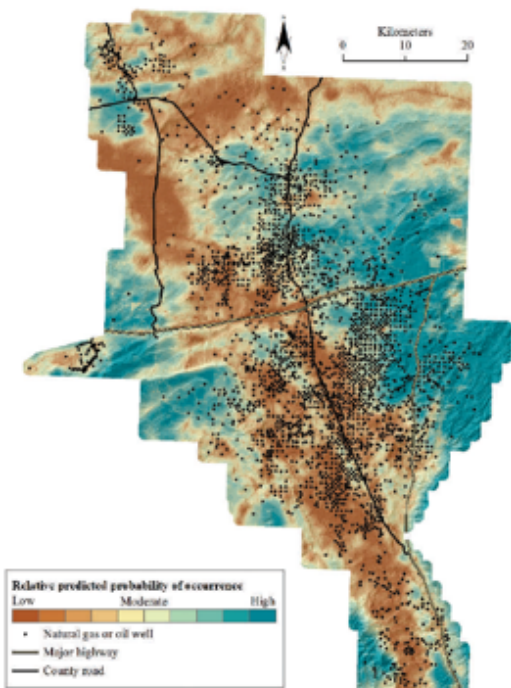 Kilometers
0 10 20
Relative predicted probability of occurrence
Low Moderate High
Natural gas or oil well
Major highway
County road